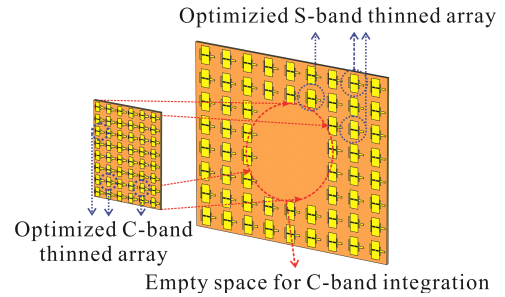 Optimizied S-band thinned array
Optimized C-band
thinned array
Empty space for C-band integration